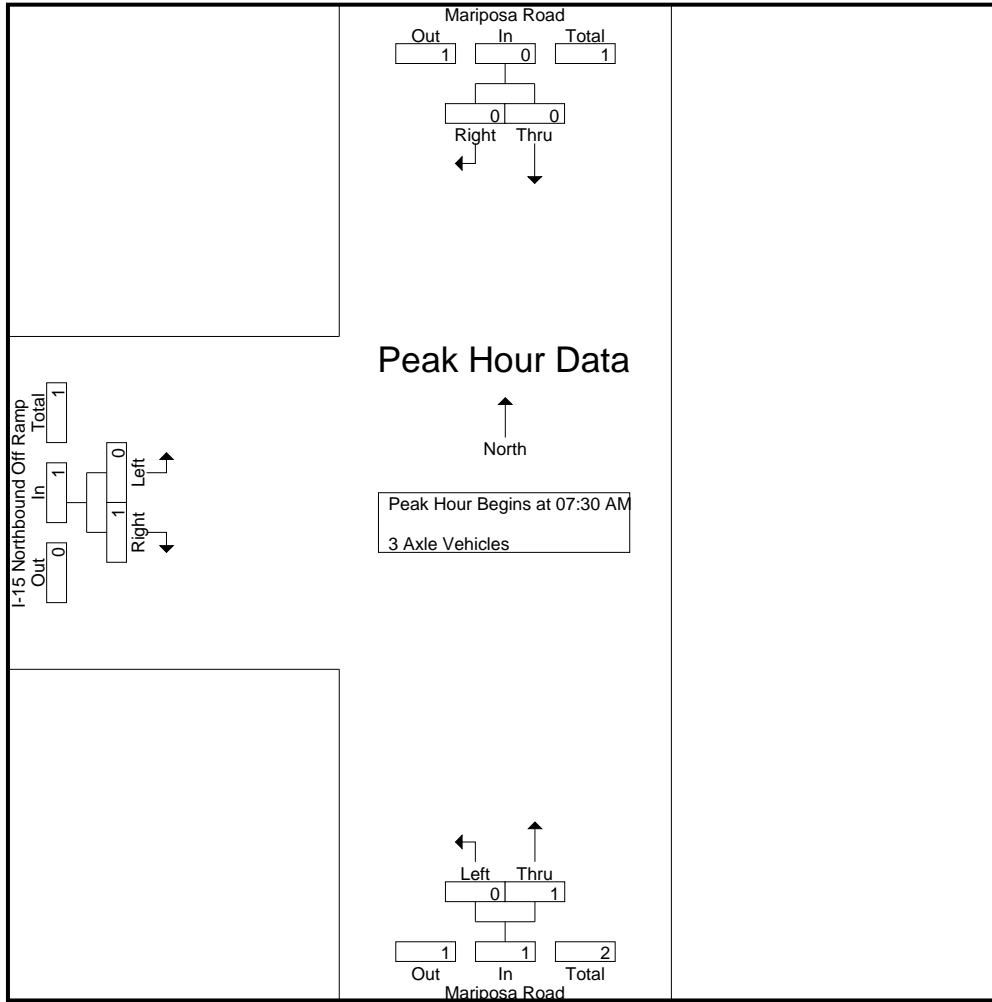 Mariposa Road
Out In Total
1 0 1
0 0
Right Thru
Peak Hour Data
North
Peak Hour Begins at 07:30 AM
3 Axle Vehicles
I-15 Northbound Off Ramp
Out In Total
0 1 1
1 0
Right Left
Left Thru
0 1
1 1 2
Out In Total
Mariposa Road